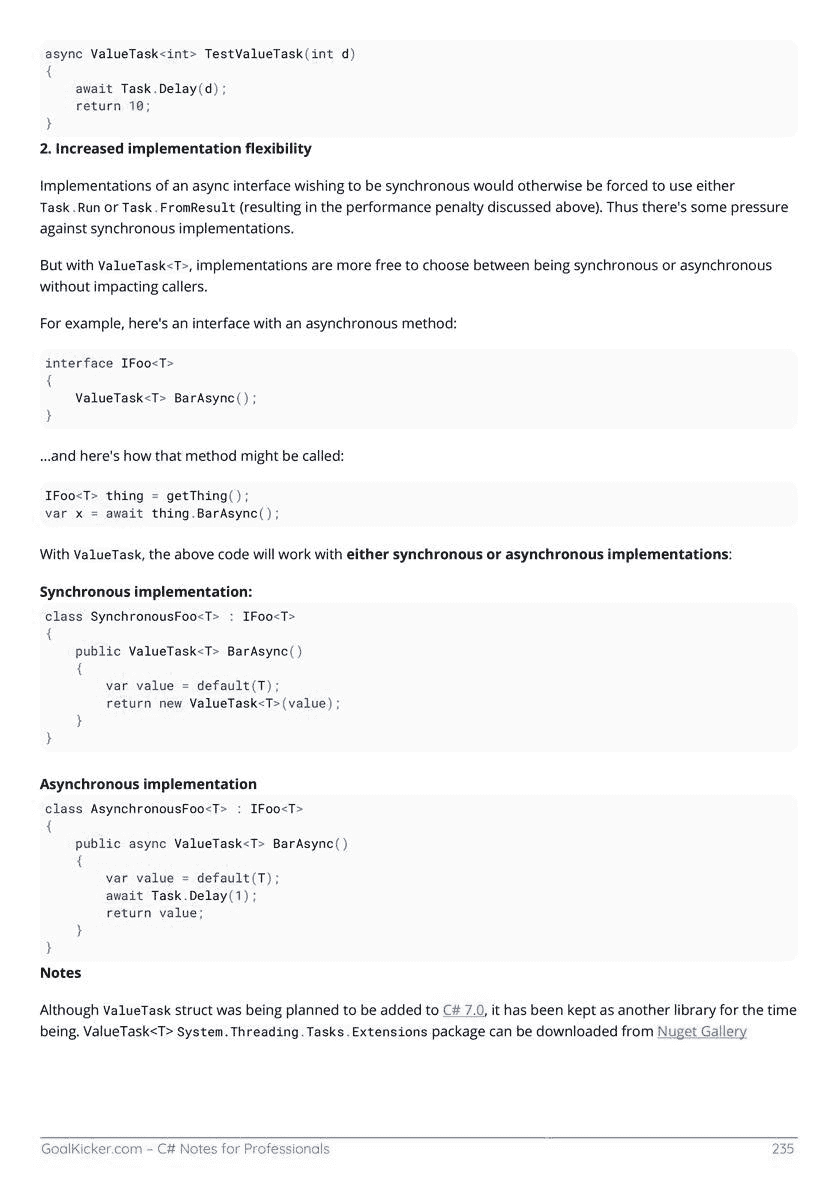 async ValueTask<int> TestValueTask(int d)
{
    await Task.Delay(d);
    return 10;
}
2. Increased implementation flexibility
Implementations of an async interface wishing to be synchronous would otherwise be forced to use either
Task.Run or Task.FromResult (resulting in the performance penalty discussed above). Thus there's some pressure
against synchronous implementations.
But with ValueTask<T>, implementations are more free to choose between being synchronous or asynchronous
without impacting callers.
For example, here's an interface with an asynchronous method:
interface IFoo<T>
{
    ValueTask<T> BarAsync();
}
...and here's how that method might be called:
IFoo<T> thing = getThing();
var x = await thing.BarAsync();
With ValueTask, the above code will work with either synchronous or asynchronous implementations:
Synchronous implementation:
class SynchronousFoo<T> : IFoo<T>
{
    public ValueTask<T> BarAsync()
    {
        var value = default(T);
        return new ValueTask<T>(value);
    }
}
Asynchronous implementation
class AsynchronousFoo<T> : IFoo<T>
{
    public async ValueTask<T> BarAsync()
    {
        var value = default(T);
        await Task.Delay(1);
        return value;
    }
}
Notes
Although ValueTask struct was being planned to be added to C# 7.0, it has been kept as another library for the time
being. ValueTask<T> System.Threading.Tasks.Extensions package can be downloaded from Nuget Gallery
GoalKicker.com – C# Notes for Professionals
235